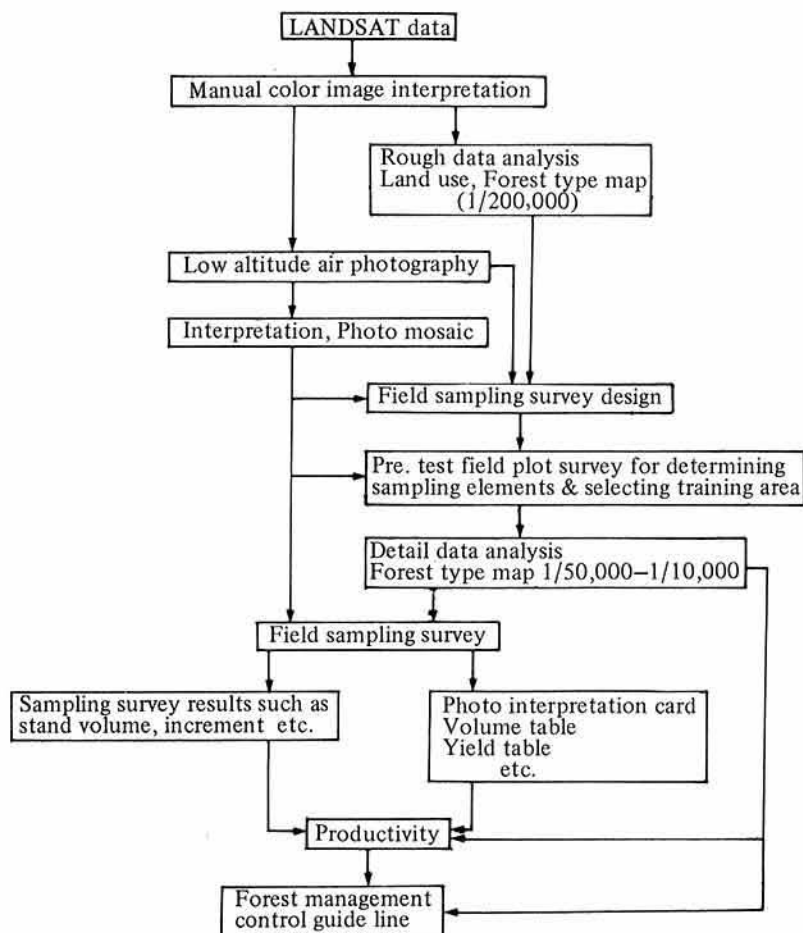 LANDSAT data
Manual color image interpretation
Rough data analysis
Land use, Forest type map
(1/200,000)
Low altitude air photography
Interpretation, Photo mosaic
Field sampling survey design
Pre. test field plot survey for determining
sampling elements & selecting training area
Detail data analysis
Forest type map 1/50,000–1/10,000
Field sampling survey
Sampling survey results such as
stand volume, increment etc.
Photo interpretation card
Volume table
Yield table
etc.
Productivity
Forest management
control guide line